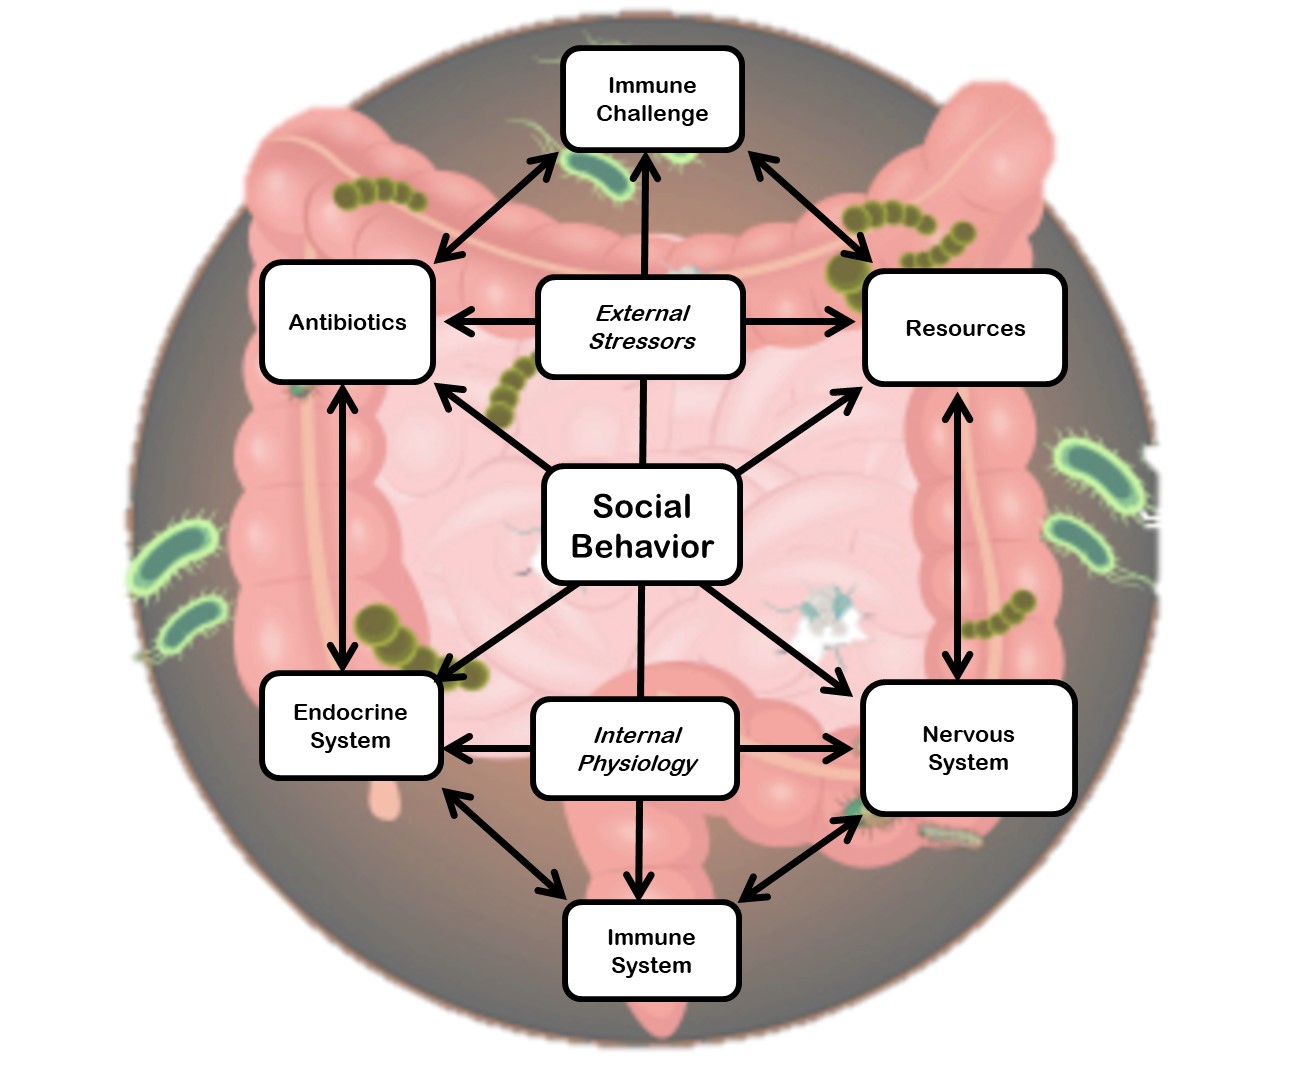 Immune
Challenge
Antibiotics
External
Stressors
Resources
Social
Behavior
Endocrine
System
Internal
Physiology
Nervous
System
Immune
System